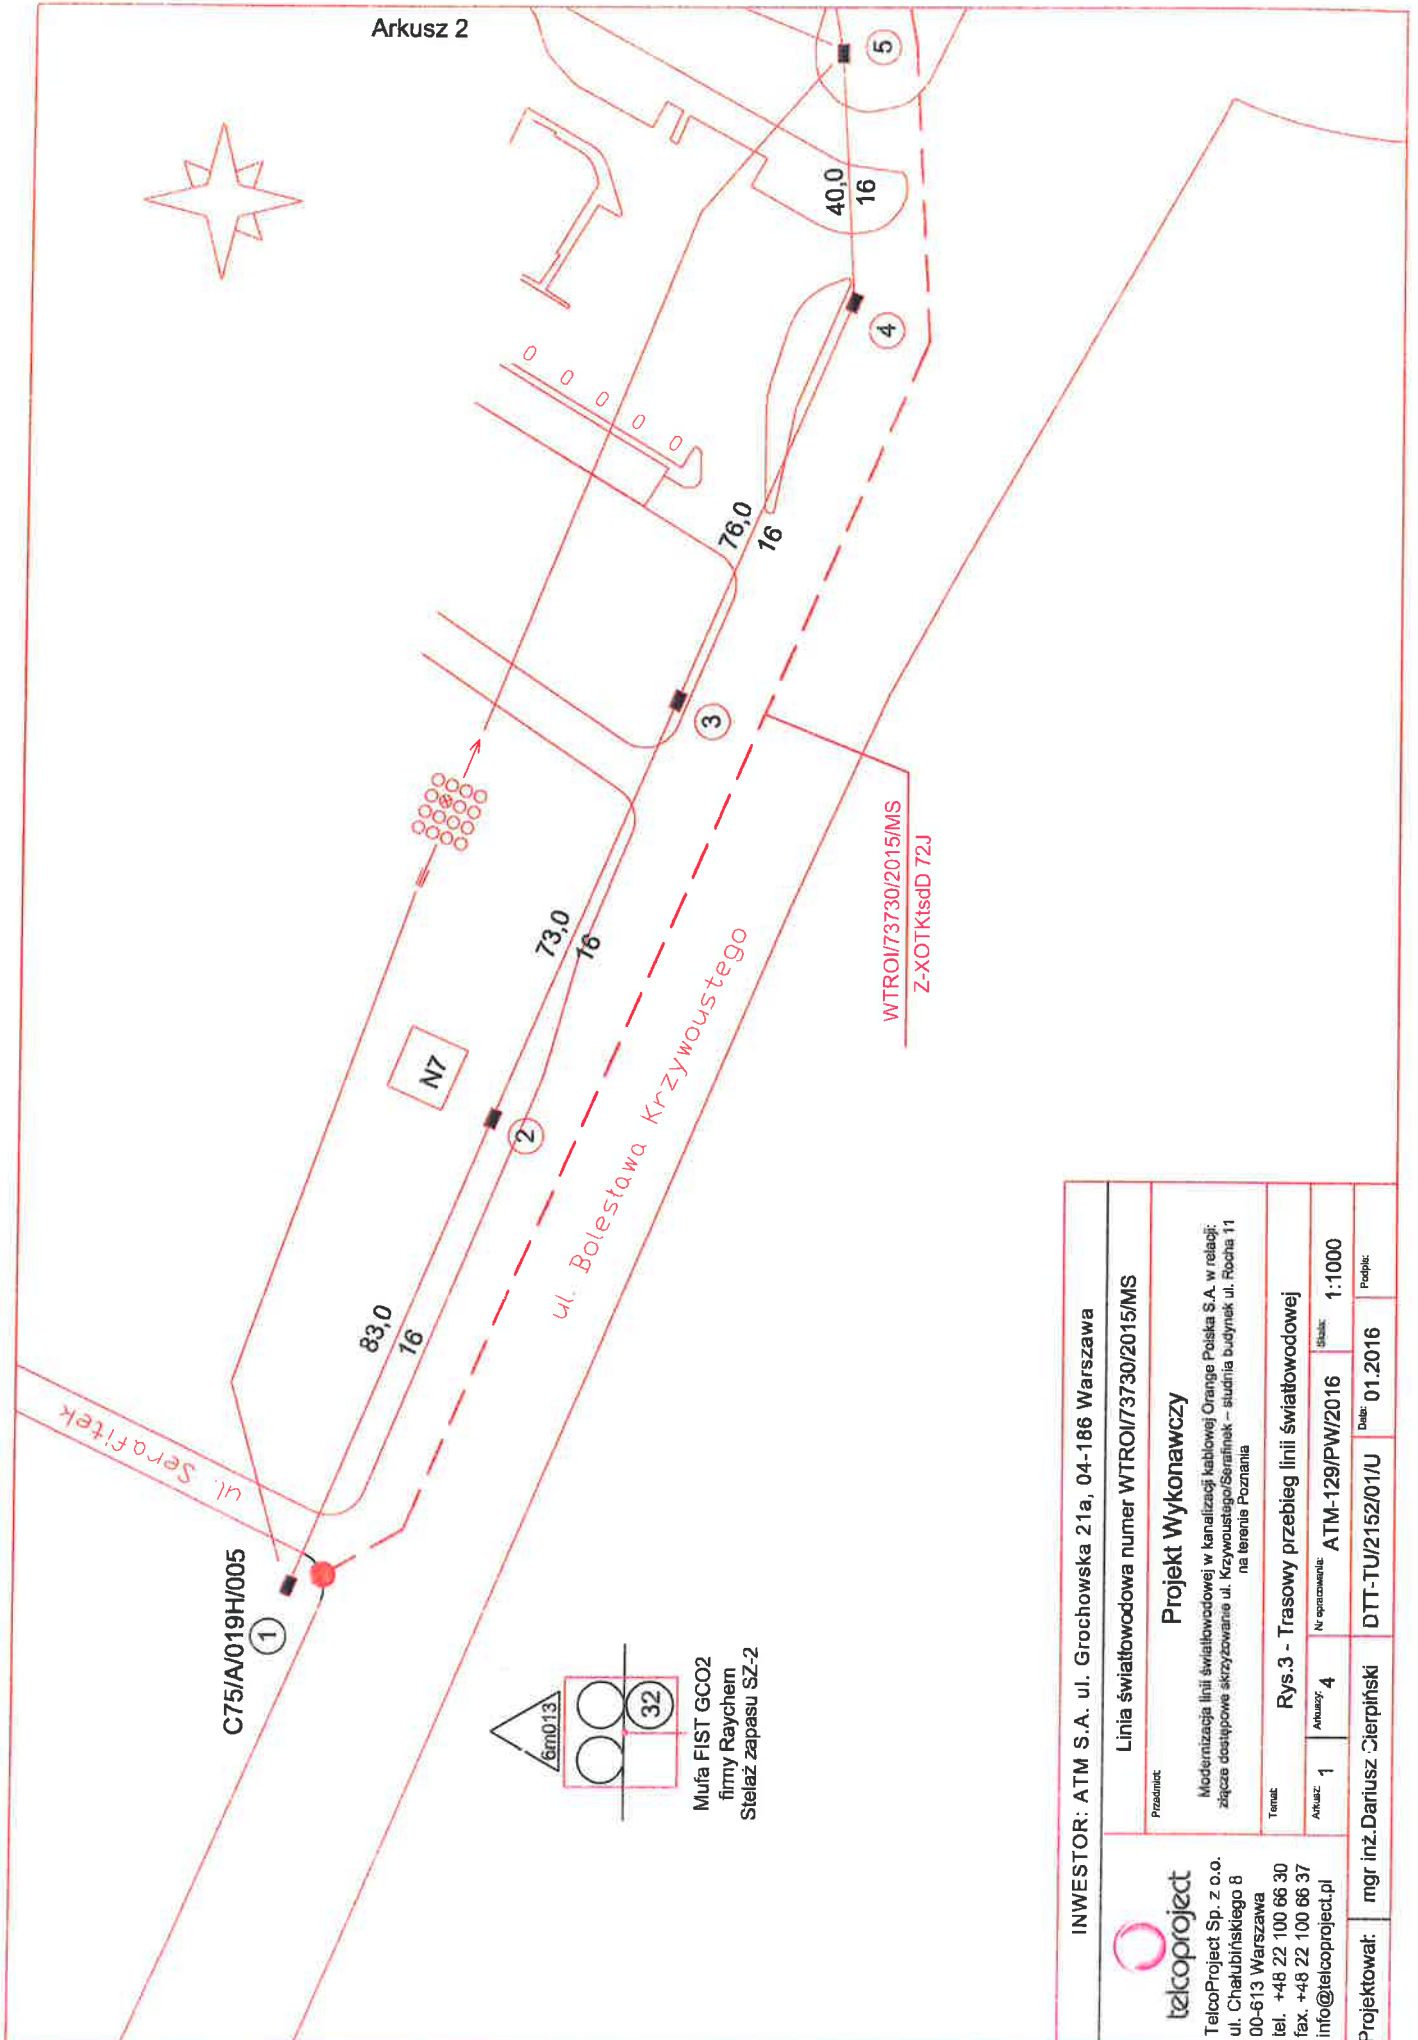 Arkusz 2
5
40,0
16
4
76,0
16
3
73,0
16
N7
2
83,0
16
ul. Serafitek
ul. Bolesława Krzywoustego
C75/A/019H/005
1
WTROI/73730/2015/MS
Z-XOTKtsdD 72J
6m013
32
Mufa FIST GCO2
firmy Raychem
Stelaż zapasu SZ-2
INWESTOR: ATM S.A. ul. Grochowska 21a, 04-186 Warszawa
Linia światłowodowa numer WTROI/73730/2015/MS
Przedmiot:
Projekt Wykonawczy
Modernizacja linii światłowodowej w kanalizacji kablowej Orange Polska S.A. w relacji:
złącze dostępowe skrzyżowanie ul. Krzywoustego/Serafinek – studnia budynek ul. Rocha 11
na terenie Poznania
Temat:
Rys.3 - Trasowy przebieg linii światłowodowej
Arkusz: 1
Arkuszy: 4
Nr opracowania: ATM-129/PW/2016
Skala: 1:1000
telcoproject
TelcoProject Sp. z o.o.
ul. Chałubińskiego 8
00-613 Warszawa
tel. +48 22 100 66 30
fax. +48 22 100 66 37
info@telcoproject.pl
Projektował:
mgr inż.Dariusz Cierpiński
DTT-TU/2152/01/U
Data: 01.2016
Podpis: